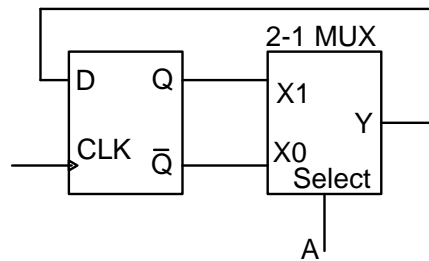 2-1 MUX
D Q X1
Y
CLK Q̅ X0
Select
A